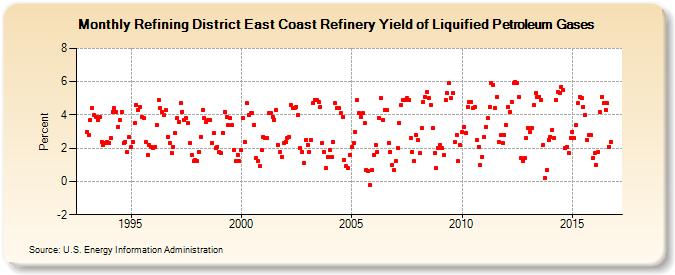 Monthly Refining District East Coast Refinery Yield of Liquified Petroleum Gases
Percent
8
6
4
2
0
-2
1995 2000 2005 2010 2015
Source: U.S. Energy Information Administration